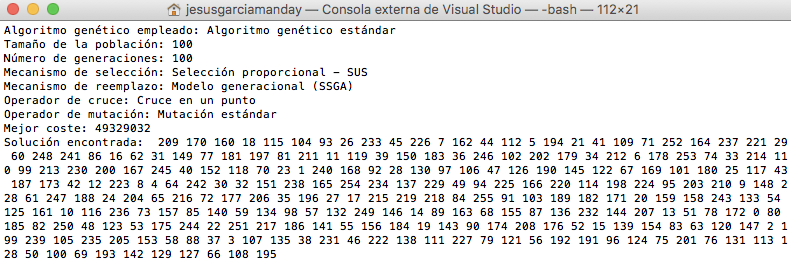 jesusgarciamanday — Consola externa de Visual Studio — -bash — 112×21
Algoritmo genético empleado: Algoritmo genético estándar
Tamaño de la población: 100
Número de generaciones: 100
Mecanismo de selección: Selección proporcional - SUS
Mecanismo de reemplazo: Modelo generacional (SSGA)
Operador de cruce: Cruce en un punto
Operador de mutación: Mutación estándar
Mejor coste: 49329032
Solución encontrada:  209 170 160 18 115 104 93 26 233 45 226 7 162 44 112 5 194 21 41 109 71 252 164 237 221 29
 60 248 241 86 16 62 31 149 77 181 197 81 211 11 119 39 150 183 36 246 102 202 179 34 212 6 178 253 74 33 214 11
0 99 213 230 200 167 245 40 152 118 70 23 1 240 168 92 28 130 97 106 47 126 190 145 122 67 169 101 180 25 117 43
 187 173 42 12 223 8 4 64 242 30 32 151 238 165 254 234 137 229 49 94 225 166 220 114 198 224 95 203 210 9 148 2
28 61 247 188 24 204 65 216 72 177 206 35 196 27 17 215 219 218 84 255 91 103 189 182 171 20 159 158 243 133 54
125 161 10 116 236 73 157 85 140 59 134 98 57 132 249 146 14 89 163 68 155 87 136 232 144 207 13 51 78 172 0 80
185 82 250 48 123 53 175 244 22 251 217 186 141 55 156 184 19 143 90 174 208 176 52 15 139 154 83 63 120 147 2 1
99 239 105 235 205 153 58 88 37 3 107 135 38 231 46 222 138 111 227 79 121 56 192 191 96 124 75 201 76 131 113 1
28 50 100 69 193 142 129 127 66 108 195